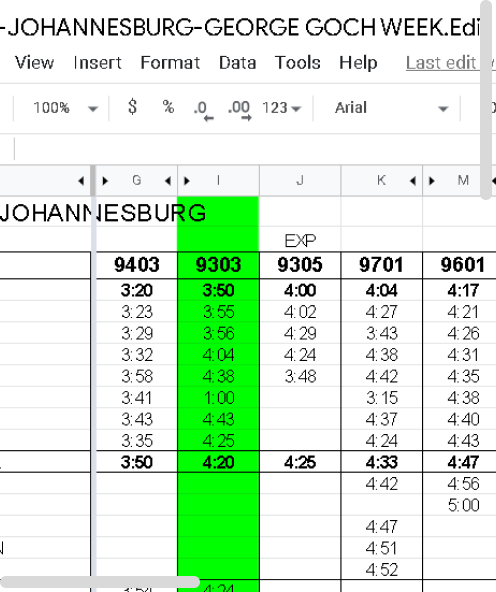 -JOHANNESBURG-GEORGE GOCH WEEK.Edi
View Insert Format Data Tools Help Last edit
100% $ % .0 .00 123 Arial
G I J K M
JOHANNESBURG
EXP
9403 9303 9305 9701 9601
3:20 3:50 4:00 4:04 4:17
3:23 3:55 4:02 4:27 4:21
3:29 3:56 4:29 3:43 4:26
3:32 4:04 4:24 4:38 4:31
3:58 4:38 3:48 4:42 4:35
3:41 1:00 3:15 4:38
3:43 4:43 4:37 4:40
3:35 4:25 4:24 4:43
3:50 4:20 4:25 4:33 4:47
4:42 4:56
5:00
4:47
N 4:51
4:52
3:54 4:24